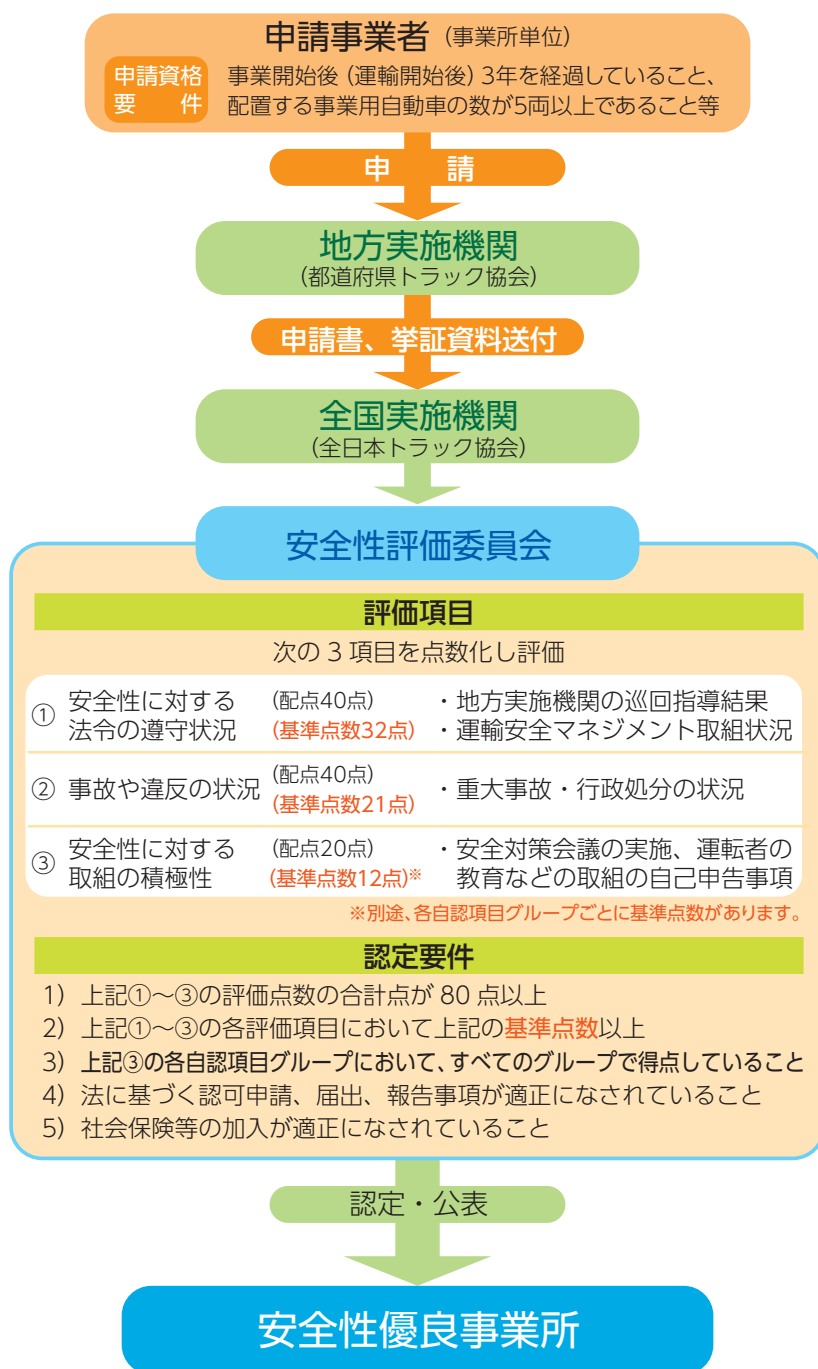 申請事業者（事業所単位）
申請資格
要　件
事業開始後（運輸開始後）3年を経過していること、
配置する事業用自動車の数が5両以上であること等
申　請
地方実施機関
（都道府県トラック協会）
申請書、挙証資料送付
全国実施機関
（全日本トラック協会）
安全性評価委員会
評価項目
次の 3 項目を点数化し評価
① 安全性に対する
法令の遵守状況
(配点40点)
(基準点数32点)
・地方実施機関の巡回指導結果
・運輸安全マネジメント取組状況
② 事故や違反の状況
(配点40点)
(基準点数21点)
・重大事故・行政処分の状況
③ 安全性に対する
取組の積極性
(配点20点)
(基準点数12点)※
・安全対策会議の実施、運転者の
教育などの取組の自己申告事項
※別途、各自認項目グループごとに基準点数があります。
認定要件
1）上記①～③の評価点数の合計点が 80 点以上
2）上記①～③の各評価項目において上記の基準点数以上
3）上記③の各自認項目グループにおいて、すべてのグループで得点していること
4）法に基づく認可申請、届出、報告事項が適正になされていること
5）社会保険等の加入が適正になされていること
認定・公表
安全性優良事業所